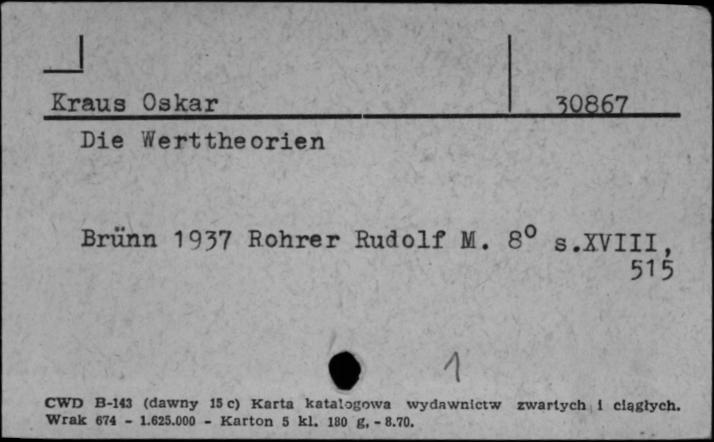 Kraus Oskar 30867
Die Werttheorien
Brünn 1937 Rohrer Rudolf M. 8° s.XVIII,
515
1
CWD B-143 (dawny 15 c) Karta katalogowa wydawnictw zwartych i ciągłych.
Wrak 674 - 1.625.000 - Karton 5 kl. 180 g. - 8.70.